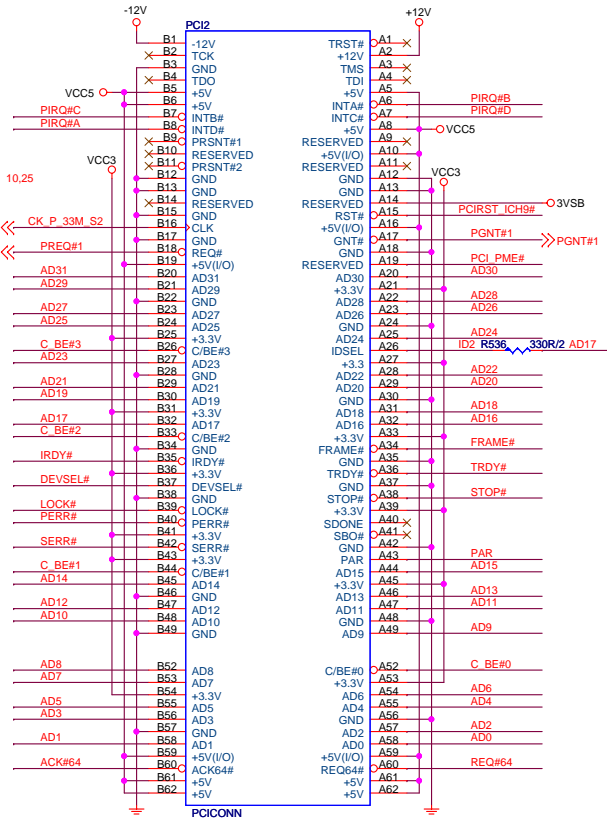 -12V +12V
PCI2
B1 -12V TRST# A1
B2 TCK +12V A2
B3 GND TMS A3
B4 TDO TDI A4
VCC5 B5 +5V +5V A5
B6 +5V INTA# A6 PIRQ#B
PIRQ#C B7 INTB# INTC# A7 PIRQ#D
PIRQ#A B8 INTD# +5V A8 VCC5
B9 PRSNT#1 RESERVED A9
B10 RESERVED +5V(I/O) A10
VCC3 B11 PRSNT#2 RESERVED A11 VCC3
B12 GND GND A12
10,25 B13 GND GND A13
B14 RESERVED RESERVED A14 3VSB
B15 GND RST# A15 PCIRST_ICH9#
CK_P_33M_S2 B16 CLK +5V(I/O) A16
B17 GND GNT# A17 PGNT#1 PGNT#1
PREQ#1 B18 REQ# GND A18
B19 +5V(I/O) RESERVED A19 PCI_PME#
AD31 B20 AD31 AD30 A20 AD30
AD29 B21 AD29 +3.3V A21
B22 GND AD28 A22 AD28
AD27 B23 AD27 AD26 A23 AD26
AD25 B24 AD25 GND A24
B25 +3.3V AD24 A25 AD24
C_BE#3 B26 C/BE#3 IDSEL A26 ID2 R536 330R/2 AD17
AD23 B27 AD23 +3.3 A27
B28 GND AD22 A28 AD22
AD21 B29 AD21 AD20 A29 AD20
AD19 B30 AD19 GND A30
B31 +3.3V AD18 A31 AD18
AD17 B32 AD17 AD16 A32 AD16
C_BE#2 B33 C/BE#2 +3.3V A33
B34 GND FRAME# A34 FRAME#
IRDY# B35 IRDY# GND A35
B36 +3.3V TRDY# A36 TRDY#
DEVSEL# B37 DEVSEL# GND A37
B38 GND STOP# A38 STOP#
LOCK# B39 LOCK# +3.3V A39
PERR# B40 PERR# SDONE A40
B41 +3.3V SBO# A41
SERR# B42 SERR# GND A42
B43 +3.3V PAR A43 PAR
C_BE#1 B44 C/BE#1 AD15 A44 AD15
AD14 B45 AD14 +3.3V A45
B46 GND AD13 A46 AD13
AD12 B47 AD12 AD11 A47 AD11
AD10 B48 AD10 GND A48
B49 GND AD9 A49 AD9
AD8 B52 AD8 C/BE#0 A52 C_BE#0
AD7 B53 AD7 +3.3V A53
B54 +3.3V AD6 A54 AD6
AD5 B55 AD5 AD4 A55 AD4
AD3 B56 AD3 GND A56
B57 GND AD2 A57 AD2
AD1 B58 AD1 AD0 A58 AD0
B59 +5V(I/O) +5V(I/O) A59
ACK#64 B60 ACK64# REQ64# A60 REQ#64
B61 +5V +5V A61
B62 +5V +5V A62
PCICONN